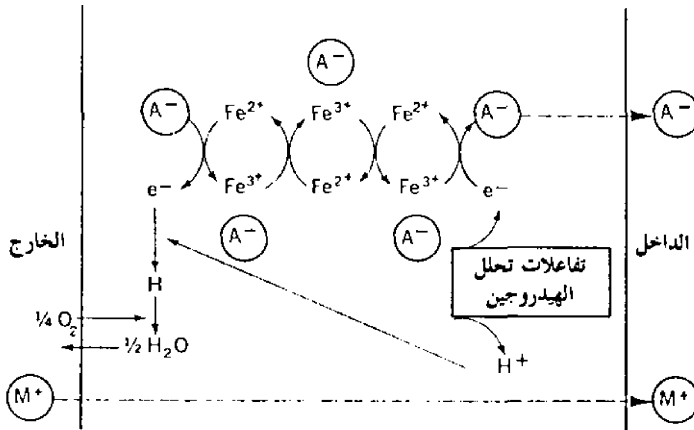 A−
A− Fe2+ Fe3+ Fe2+ A− A−
e− Fe3+ Fe2+ Fe3+ e−
A− A−
الخارج
الداخل
تفاعلات تحلل
الهيدروجين
H
¼ O2
½ H2O
H+
M+ M+